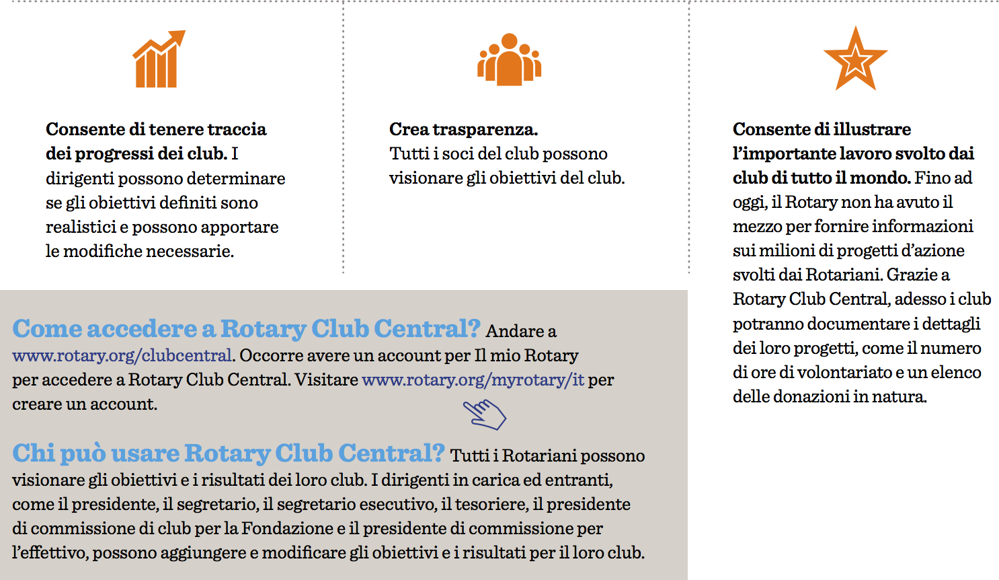 Consente di tenere traccia
dei progressi dei club. I
dirigenti possono determinare
se gli obiettivi definiti sono
realistici e possono apportare
le modifiche necessarie.
Crea trasparenza.
Tutti i soci del club possono
visionare gli obiettivi del club.
Consente di illustrare
l’importante lavoro svolto dai
club di tutto il mondo. Fino ad
oggi, il Rotary non ha avuto il
mezzo per fornire informazioni
sui milioni di progetti d’azione
svolti dai Rotariani. Grazie a
Rotary Club Central, adesso i club
potranno documentare i dettagli
dei loro progetti, come il numero
di ore di volontariato e un elenco
delle donazioni in natura.
Come accedere a Rotary Club Central? Andare a
www.rotary.org/clubcentral. Occorre avere un account per Il mio Rotary
per accedere a Rotary Club Central. Visitare www.rotary.org/myrotary/it per
creare un account.
Chi può usare Rotary Club Central? Tutti i Rotariani possono
visionare gli obiettivi e i risultati dei loro club. I dirigenti in carica ed entranti,
come il presidente, il segretario, il segretario esecutivo, il tesoriere, il presidente
di commissione di club per la Fondazione e il presidente di commissione per
l’effettivo, possono aggiungere e modificare gli obiettivi e i risultati per il loro club.